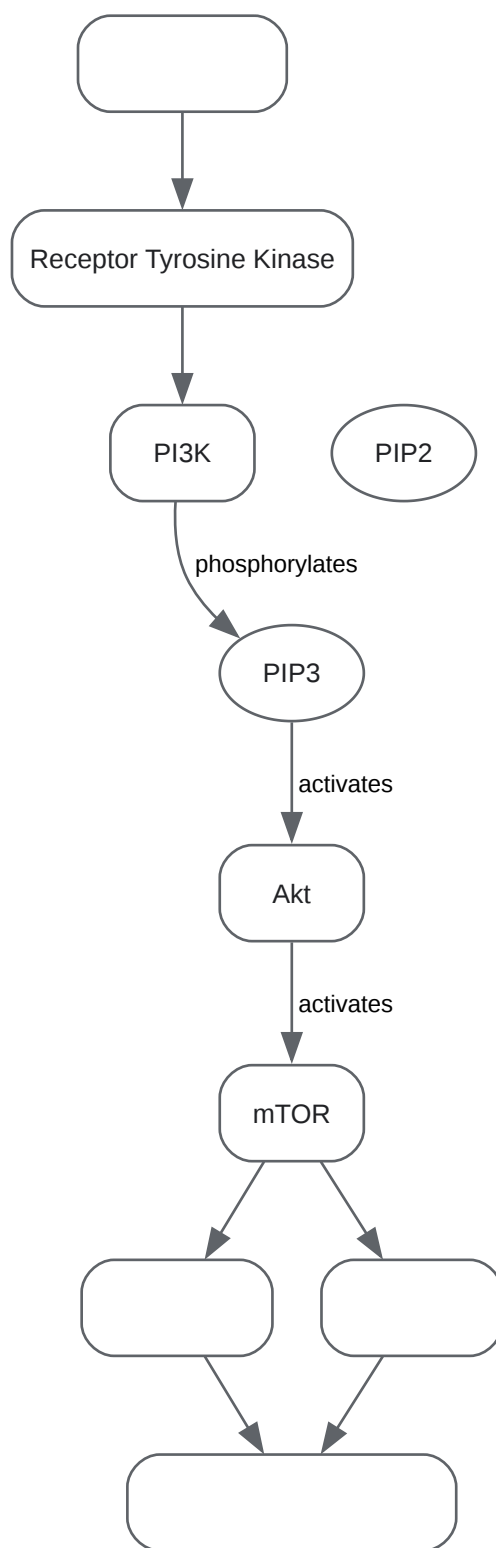 Receptor Tyrosine Kinase
PI3K
PIP2
phosphorylates
PIP3
activates
Akt
activates
mTOR